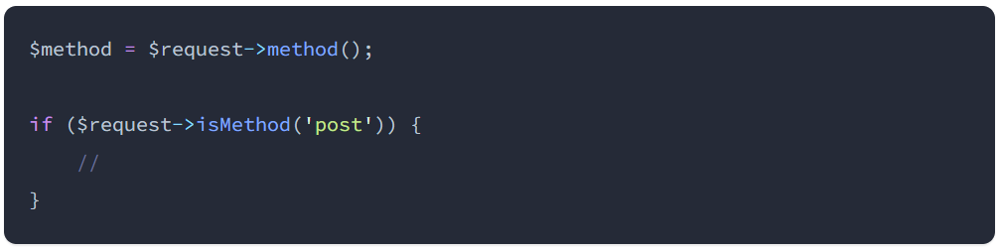 $method = $request->method();
if ($request->isMethod('post')) {
//
}